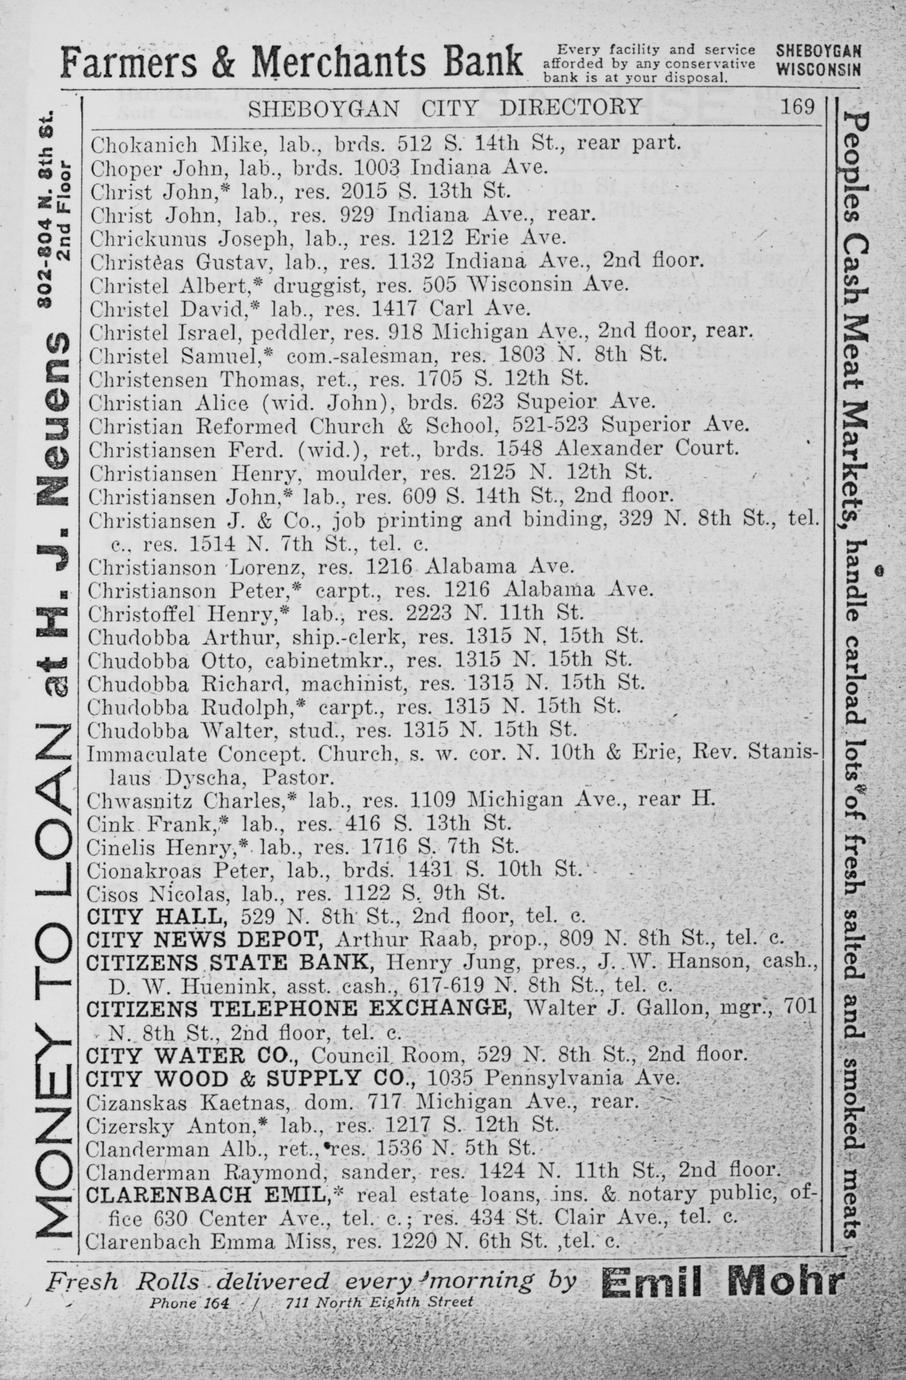 Farmers & Merchants Bank
Every facility and service
afforded by any conservative
bank is at your disposal.
SHEBOYGAN
WISCONSIN
SHEBOYGAN CITY DIRECTORY 169
Chokanich Mike, lab., brds. 512 S. 14th St., rear part.
Choper John, lab., brds. 1003 Indiana Ave.
Christ John,* lab., res. 2015 S. 13th St.
Christ John, lab., res. 929 Indiana Ave., rear.
Chrickunus Joseph, lab., res. 1212 Erie Ave.
Christeas Gustav, lab., res. 1132 Indiana Ave., 2nd floor.
Christel Albert,* druggist, res. 505 Wisconsin Ave.
Christel David,* lab., res. 1417 Carl Ave.
Christel Israel, peddler, res. 918 Michigan Ave., 2nd floor, rear.
Christel Samuel,* com.-salesman, res. 1803 N. 8th St.
Christensen Thomas, ret., res. 1705 S. 12th St.
Christian Alice (wid. John), brds. 623 Supeior Ave.
Christian Reformed Church & School, 521-523 Superior Ave.
Christiansen Ferd. (wid.), ret., brds. 1548 Alexander Court.
Christiansen Henry, moulder, res. 2125 N. 12th St.
Christiansen John,* lab., res. 609 S. 14th St., 2nd floor.
Christiansen J. & Co., job printing and binding, 329 N. 8th St., tel.
c., res. 1514 N. 7th St., tel. c.
Christianson Lorenz, res. 1216 Alabama Ave.
Christianson Peter,* carpt., res. 1216 Alabama Ave.
Christoffel Henry,* lab., res. 2223 N. 11th St.
Chudobba Arthur, ship.-clerk, res. 1315 N. 15th St.
Chudobba Otto, cabinetmkr., res. 1315 N. 15th St.
Chudobba Richard, machinist, res. 1315 N. 15th St.
Chudobba Rudolph,* carpt., res. 1315 N. 15th St.
Chudobba Walter, stud., res. 1315 N. 15th St.
Immaculate Concept. Church, s. w. cor. N. 10th & Erie, Rev. Stanis-
laus Dyscha, Pastor.
Chwasnitz Charles,* lab., res. 1109 Michigan Ave., rear H.
Cink Frank,* lab., res. 416 S. 13th St.
Cinelis Henry,* lab., res. 1716 S. 7th St.
Cionakroas Peter, lab., brds. 1431 S. 10th St.
Cisos Nicolas, lab., res. 1122 S. 9th St.
CITY HALL, 529 N. 8th St., 2nd floor, tel. c.
CITY NEWS DEPOT, Arthur Raab, prop., 809 N. 8th St., tel. c.
CITIZENS STATE BANK, Henry Jung, pres., J. W. Hanson, cash.,
D. W. Huenink, asst. cash., 617-619 N. 8th St., tel. c.
CITIZENS TELEPHONE EXCHANGE, Walter J. Gallon, mgr., 701
N. 8th St., 2nd floor, tel. c.
CITY WATER CO., Council Room, 529 N. 8th St., 2nd floor.
CITY WOOD & SUPPLY CO., 1035 Pennsylvania Ave.
Cizanskas Kaetnas, dom. 717 Michigan Ave., rear.
Cizersky Anton,* lab., res. 1217 S. 12th St.
Clanderman Alb., ret., res. 1536 N. 5th St.
Clanderman Raymond, sander, res. 1424 N. 11th St., 2nd floor.
CLARENBACH EMIL,* real estate loans, ins. & notary public, of-
fice 630 Center Ave., tel. c.; res. 434 St. Clair Ave., tel. c.
Clarenbach Emma Miss, res. 1220 N. 6th St. ,tel. c.
MONEY TO LOAN at H. J. Neuens 802-804 N. 8th St.
2nd Floor
Peoples Cash Meat Markets, handle carload lots of fresh salted and smoked meats
Fresh Rolls delivered every morning by Emil Mohr
Phone 164 711 North Eighth Street